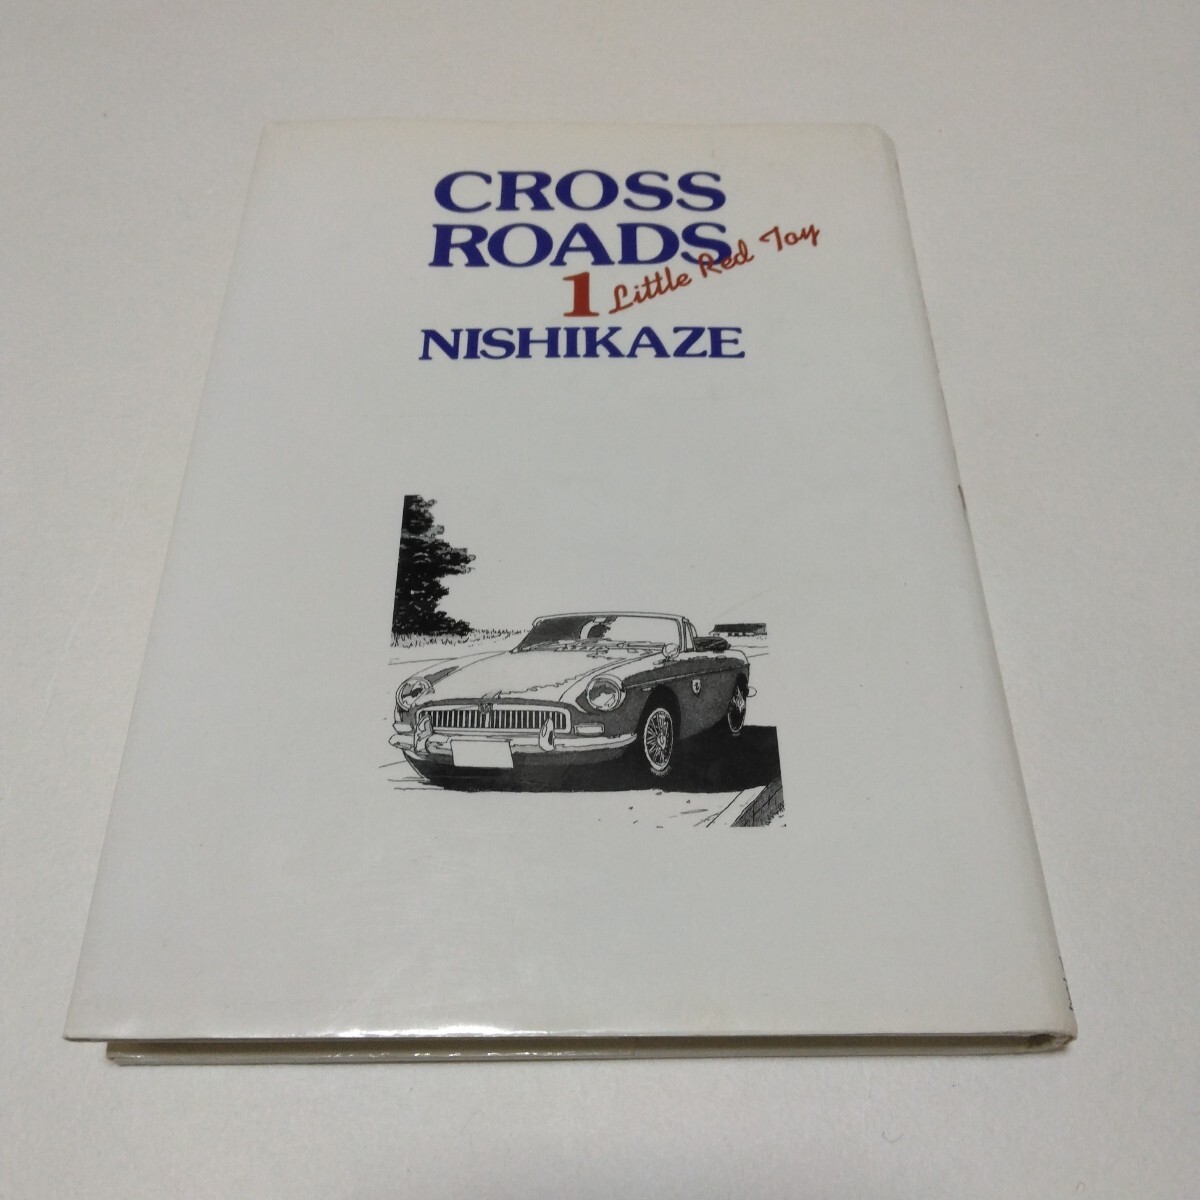 CROSS
ROADS
1 Little Red Toy
NISHIKAZE